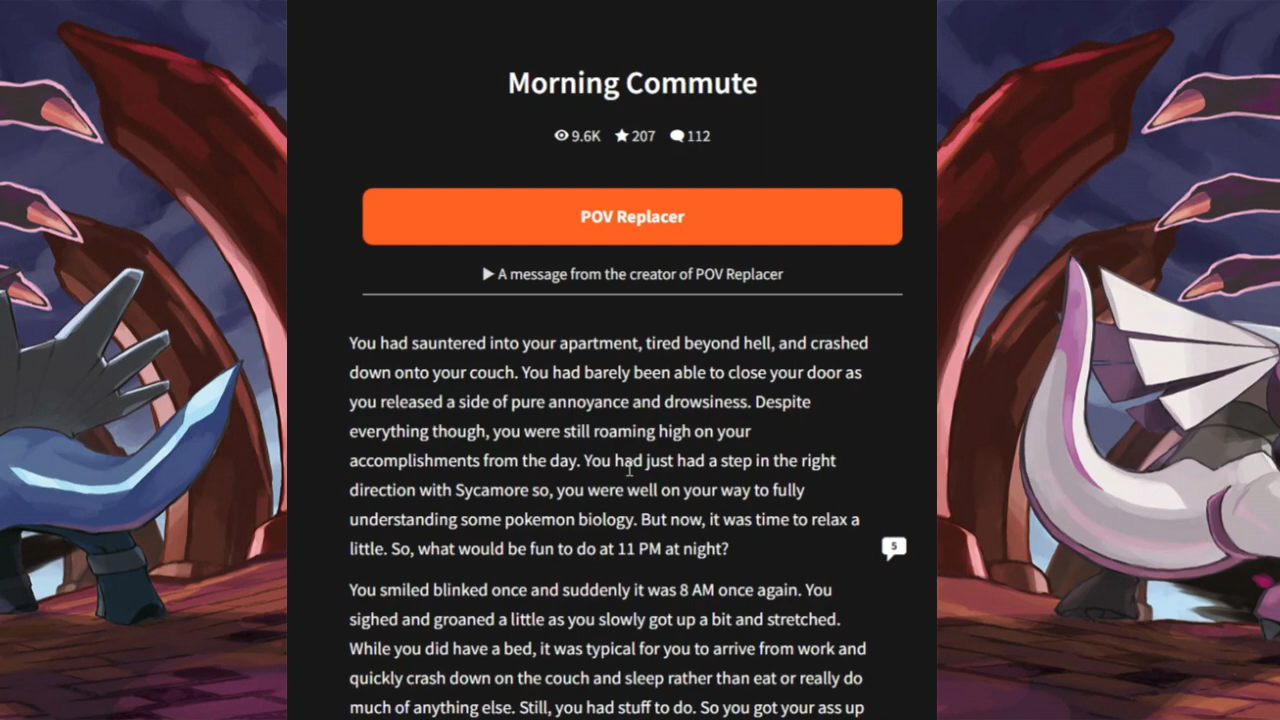 Morning Commute
9.6K 207 112
POV Replacer
A message from the creator of POV Replacer
You had sauntered into your apartment, tired beyond hell, and crashed
down onto your couch. You had barely been able to close your door as
you released a side of pure annoyance and drowsiness. Despite
everything though, you were still roaming high on your
accomplishments from the day. You had just had a step in the right
direction with Sycamore so, you were well on your way to fully
understanding some pokemon biology. But now, it was time to relax a
little. So, what would be fun to do at 11 PM at night?
5
You smiled blinked once and suddenly it was 8 AM once again. You
sighed and groaned a little as you slowly got up a bit and stretched.
While you did have a bed, it was typical for you to arrive from work and
quickly crash down on the couch and sleep rather than eat or really do
much of anything else. Still, you had stuff to do. So you got your ass up